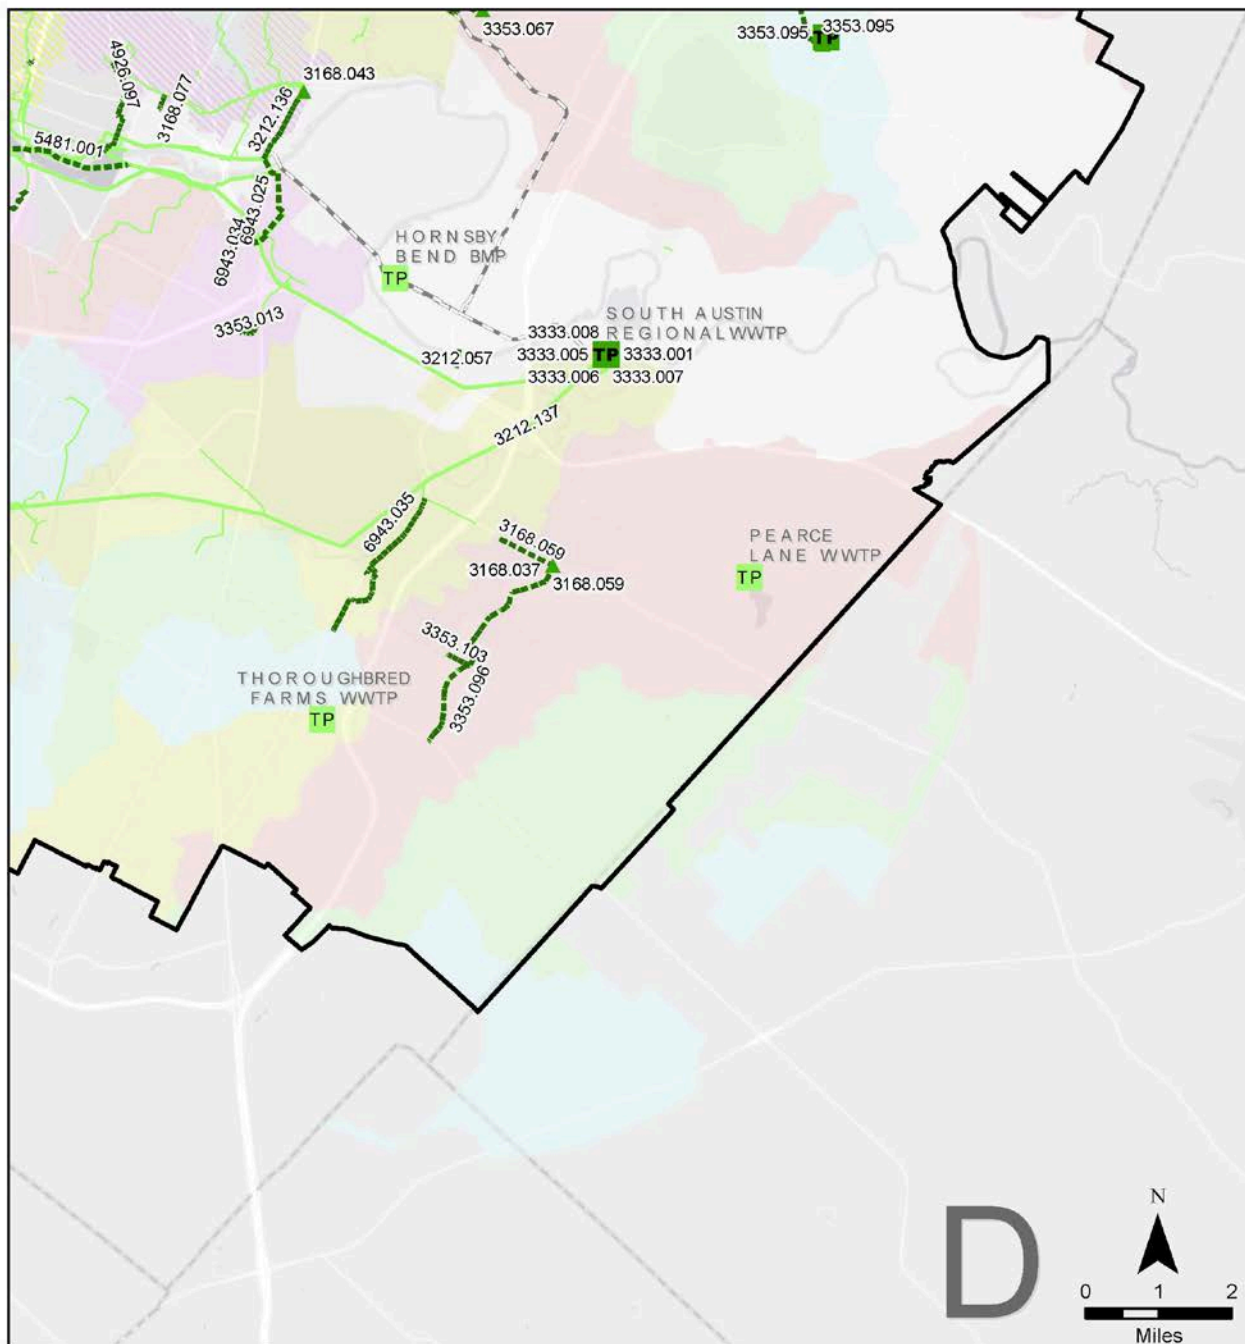 3353.067
3353.095
3353.095
TP
3168.043
4926.097
3168.077
3212.136
5481.001
6943.025
6943.034
HORNSBY
BEND BMP
TP
3353.013
SOUTH AUSTIN
REGIONAL WWTP
3333.008
3333.005
TP
3333.001
3212.057
3333.006
3333.007
3212.137
6943.035
3168.059
3168.037
3168.059
PEARCE
LANE WWTP
TP
3353.103
3353.096
THOROUGHBRED
FARMS WWTP
TP
D
N
0 1 2
Miles